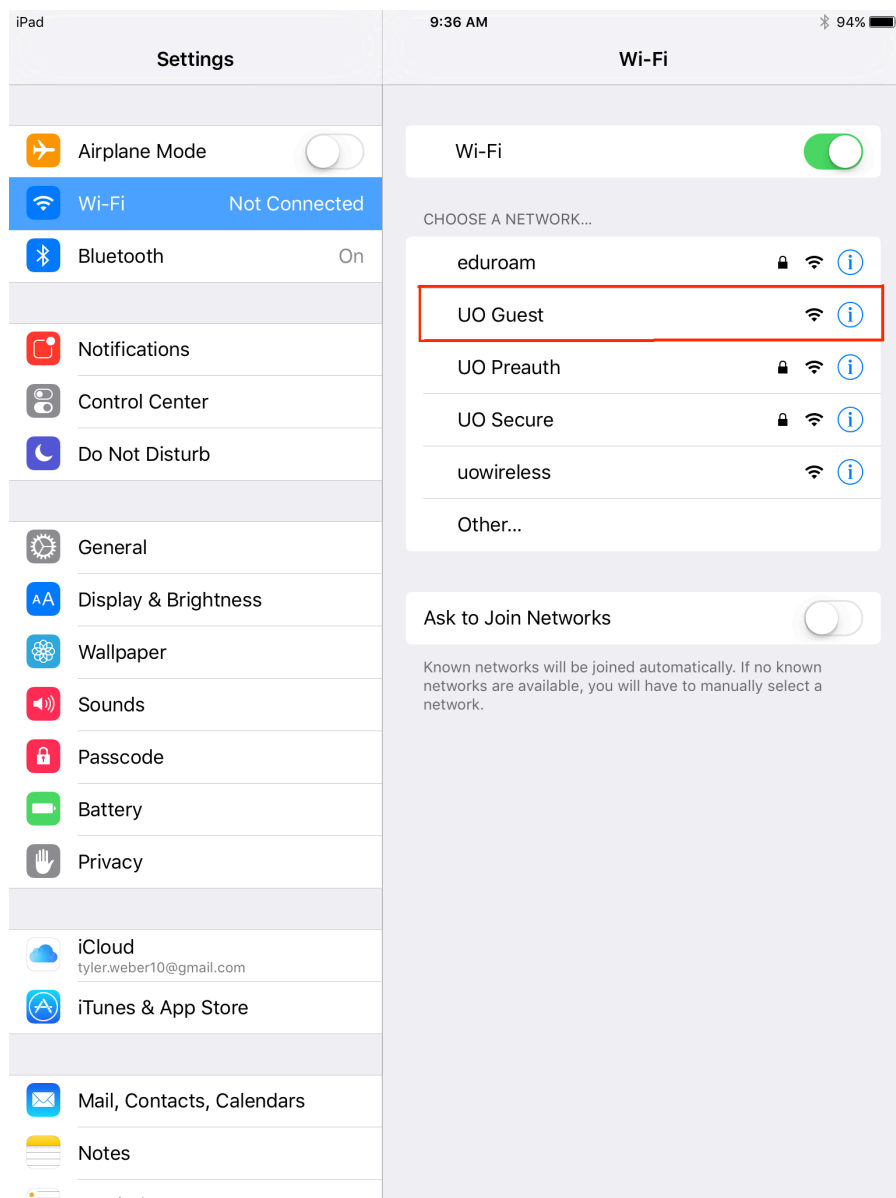 iPad
9:36 AM
94%
Settings
Wi-Fi
Airplane Mode
Wi-Fi
Not Connected
Bluetooth
On
Notifications
Control Center
Do Not Disturb
General
AA
Display & Brightness
Wallpaper
Sounds
Passcode
Battery
Privacy
iCloud
tyler.weber10@gmail.com
iTunes & App Store
Mail, Contacts, Calendars
Notes
Wi-Fi
CHOOSE A NETWORK...
eduroam
UO Guest
UO Preauth
UO Secure
uowireless
Other...
Ask to Join Networks
Known networks will be joined automatically. If no known
networks are available, you will have to manually select a
network.